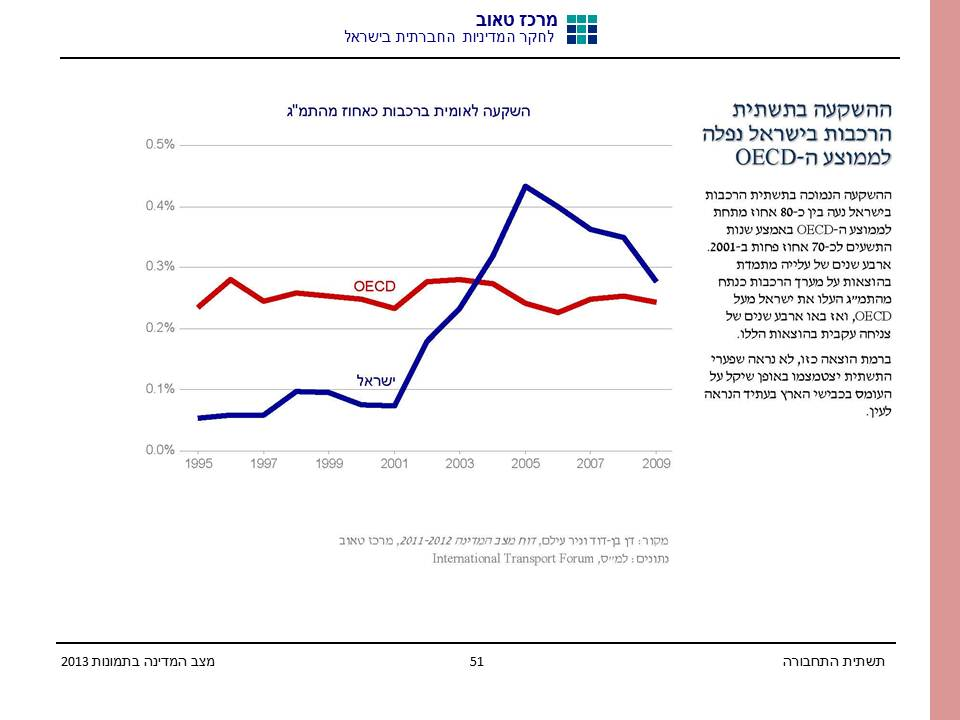 מרכז טאוב
לחקר המדיניות החברתית בישראל
ההשקעה בתשתית
הרכבות בישראל נפלה
לממוצע ה-OECD
ההשקעה הנמוכה בתשתית הרכבות
בישראל נעה בין כ-80 אחוז מתחת
לממוצע ה-OECD באמצע שנות
התשעים לכ-70 אחוז פחות ב-2001.
ארבע שנים של עלייה מתמדת
בהוצאות על מערך הרכבות כנתח
מהתמ״ג העלו את ישראל מעל
OECD, ואז באו ארבע שנים של
צניחה עקבית בהוצאות הללו.
ברמת הוצאה כזו, לא נראה שפערי
התשתית יצטמצמו באופן שיקל על
העומס בכבישי הארץ בעתיד הנראה
לעין.
השקעה לאומית ברכבות כאחוז מהתמ"ג
0.5%
0.4%
0.3%
0.2%
0.1%
0.0%
OECD
ישראל
1995 1997 1999 2001 2003 2005 2007 2009
מקור: דן בן-דוד וניר עילם, דוח מצב המדינה 2011-2012, מרכז טאוב
נתונים: למ״ס, International Transport Forum
תשתית התחבורה
51
מצב המדינה בתמונות 2013